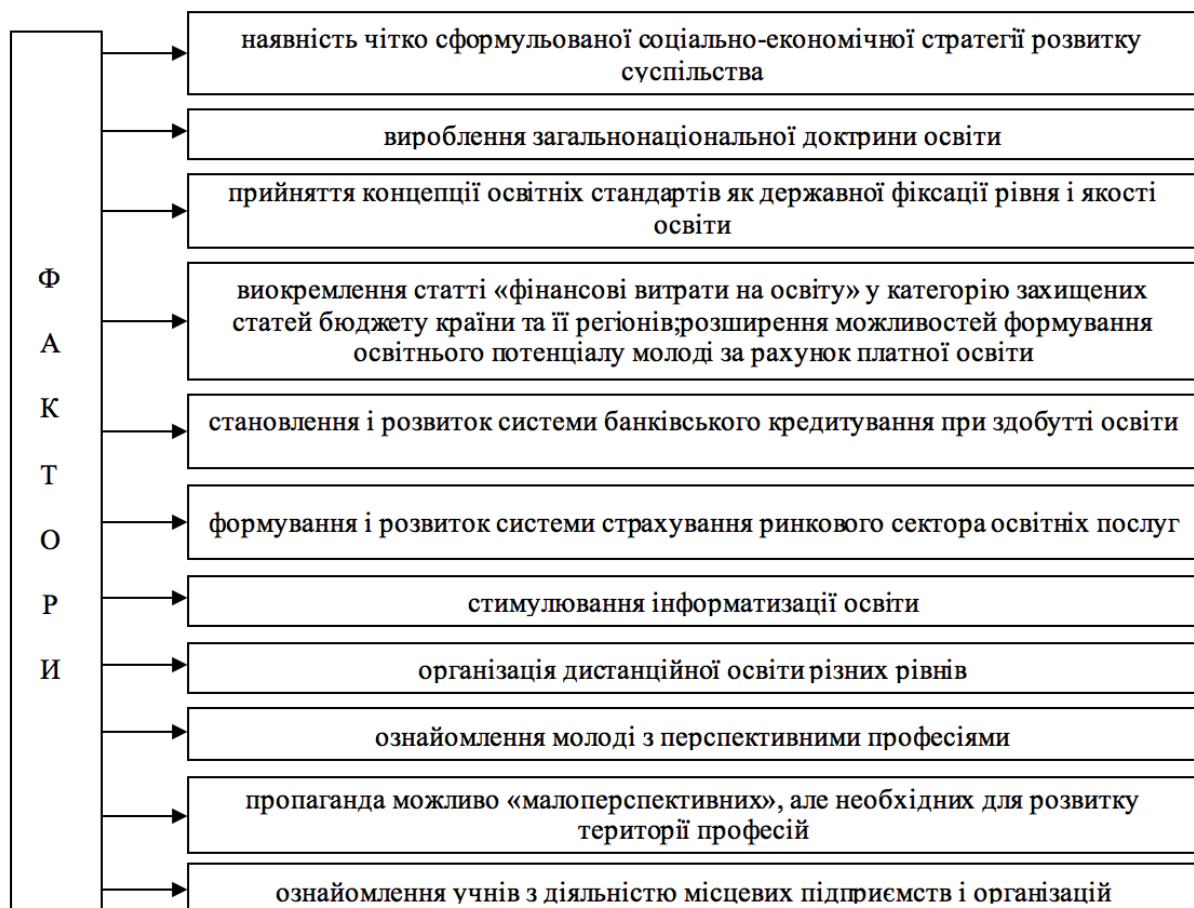 наявність чітко сформульованої соціально-економічної стратегії розвитку
суспільства
вироблення загальнонаціональної доктрини освіти
прийняття концепції освітніх стандартів як державної фіксації рівня і якості
освіти
виокремлення статті «фінансові витрати на освіту» у категорію захищених
статей бюджету країни та її регіонів;розширення можливостей формування
освітнього потенціалу молоді за рахунок платної освіти
становлення і розвиток системи банківського кредитування при здобутті освіти
формування і розвиток системи страхування ринкового сектора освітніх послуг
стимулювання інформатизації освіти
організація дистанційної освіти різних рівнів
ознайомлення молоді з перспективними професіями
пропаганда можливо «малоперспективних», але необхідних для розвитку
території професій
ознайомлення учнів з діяльністю місцевих підприємств і організацій
Ф
А
К
Т
О
Р
И